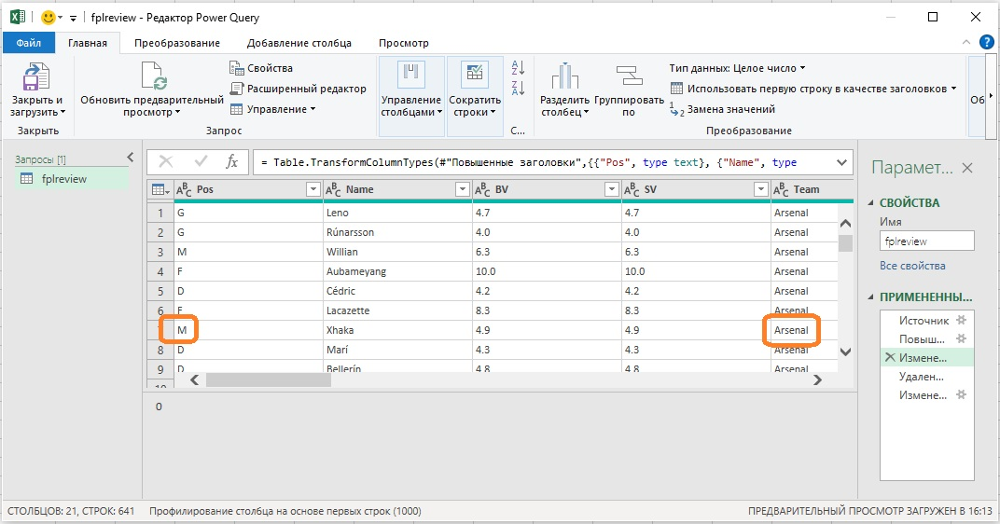 fplreview - Редактор Power Query
Файл Главная Преобразование Добавление столбца Просмотр
Закрыть и загрузить
Закрыть
Обновить предварительный просмотр
Свойства
Расширенный редактор
Управление
Запрос
Управление столбцами
Сократить строки
С...
Разделить столбец
Группировать по
Тип данных: Целое число
Использовать первую строку в качестве заголовков
Замена значений
Преобразование
Об
Запросы [1]
fplreview
fx = Table.TransformColumnTypes(#"Повышенные заголовки",{{"Pos", type text}, {"Name", type
Pos Name BV SV Team
1 G Leno 4.7 4.7 Arsenal
2 G Rúnarsson 4.0 4.0 Arsenal
3 M Willian 6.3 6.3 Arsenal
4 F Aubameyang 10.0 10.0 Arsenal
5 D Cédric 4.2 4.2 Arsenal
6 F Lacazette 8.3 8.3 Arsenal
M Xhaka 4.9 4.9 Arsenal
8 D Marí 4.3 4.3 Arsenal
9 D Bellerín 4.8 4.8 Arsenal
10
0
Парамет...
СВОЙСТВА
Имя
fplreview
Все свойства
ПРИМЕНЕННЫ...
Источник
Повыш...
Измене...
Удален...
Измене...
СТОЛБЦОВ: 21, СТРОК: 641 Профилирование столбца на основе первых строк (1000) ПРЕДВАРИТЕЛЬНЫЙ ПРОСМОТР ЗАГРУЖЕН В 16:13